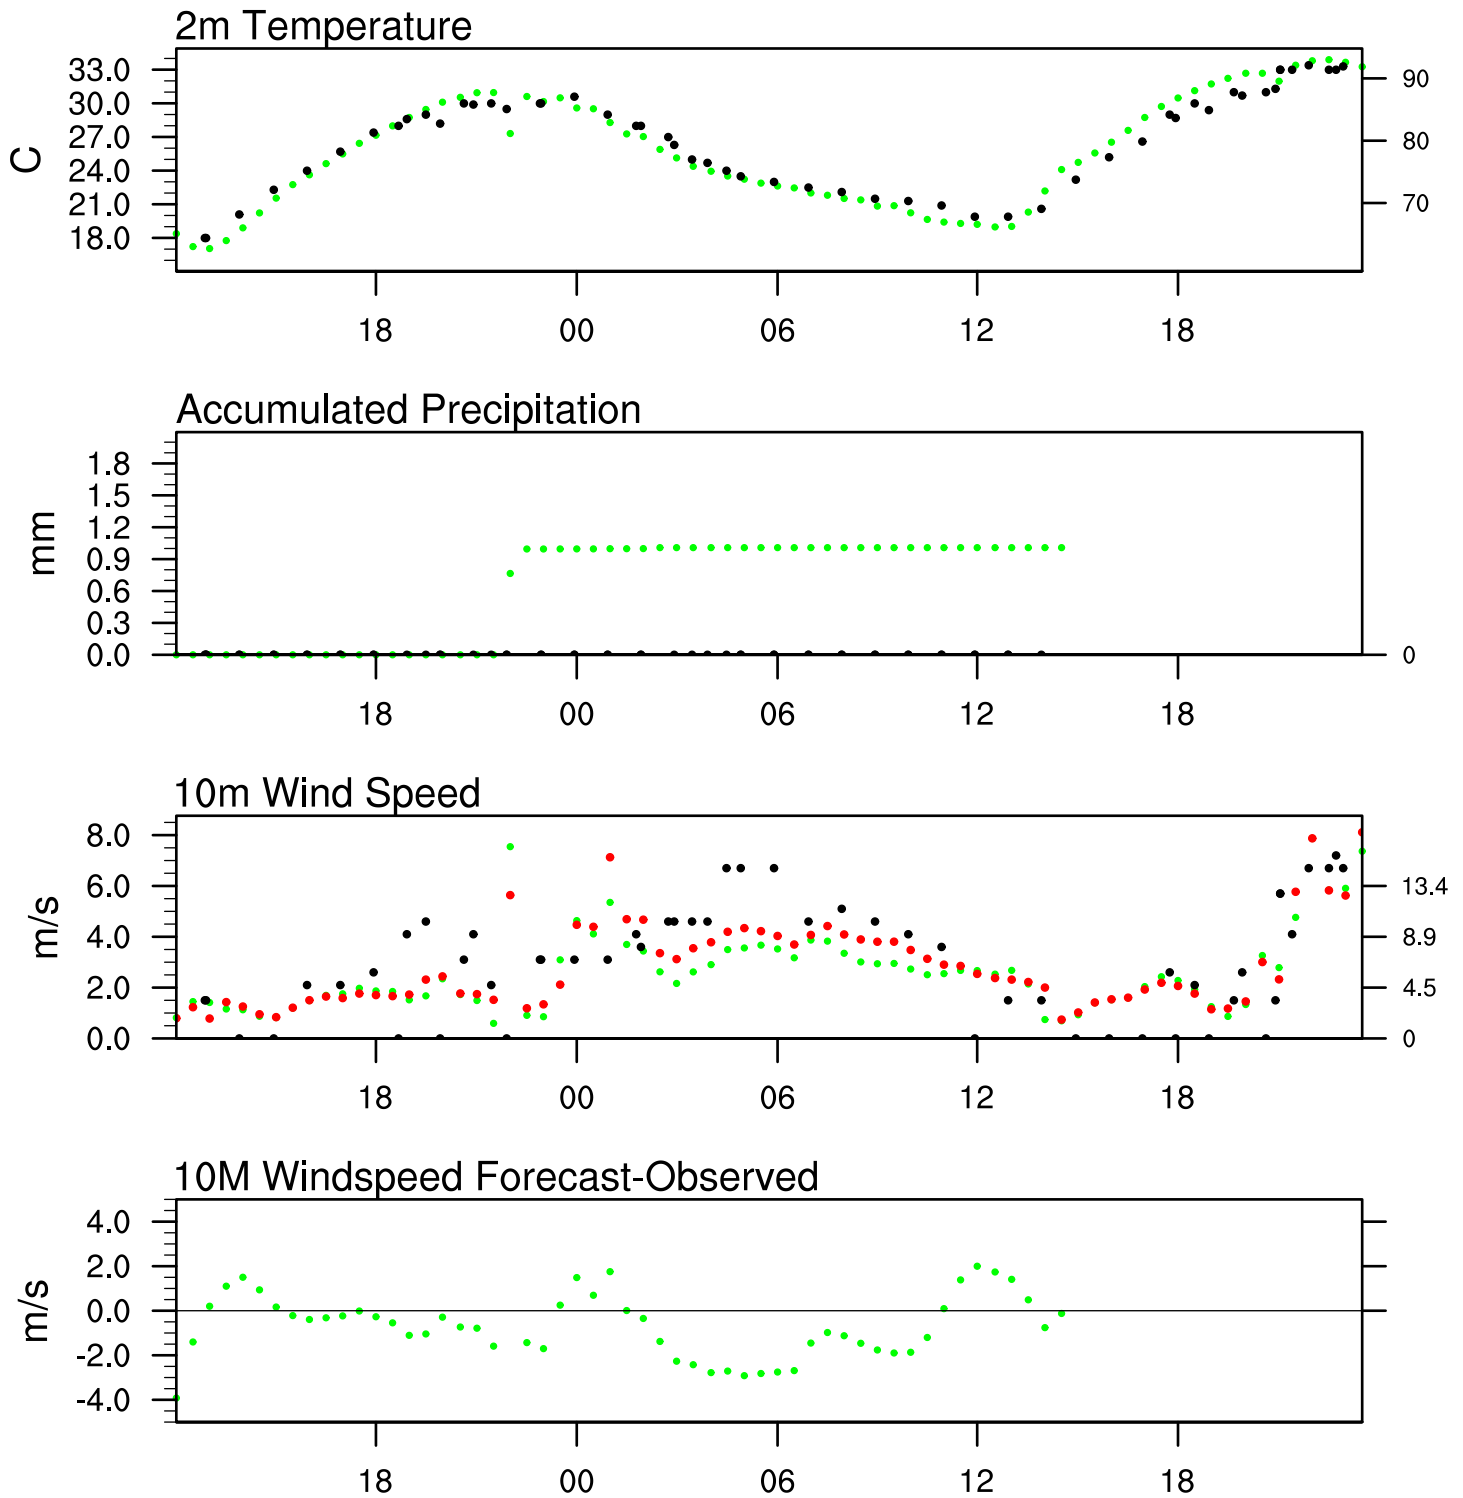 2m Temperature
33.0
30.0
27.0
24.0
21.0
18.0
C
90
80
70
18 00 06 12 18
Accumulated Precipitation
1.8
1.5
1.2
0.9
0.6
0.3
0.0
mm
0
18 00 06 12 18
10m Wind Speed
8.0
6.0
4.0
2.0
0.0
m/s
13.4
8.9
4.5
0
18 00 06 12 18
10M Windspeed Forecast-Observed
4.0
2.0
0.0
-2.0
-4.0
m/s
18 00 06 12 18